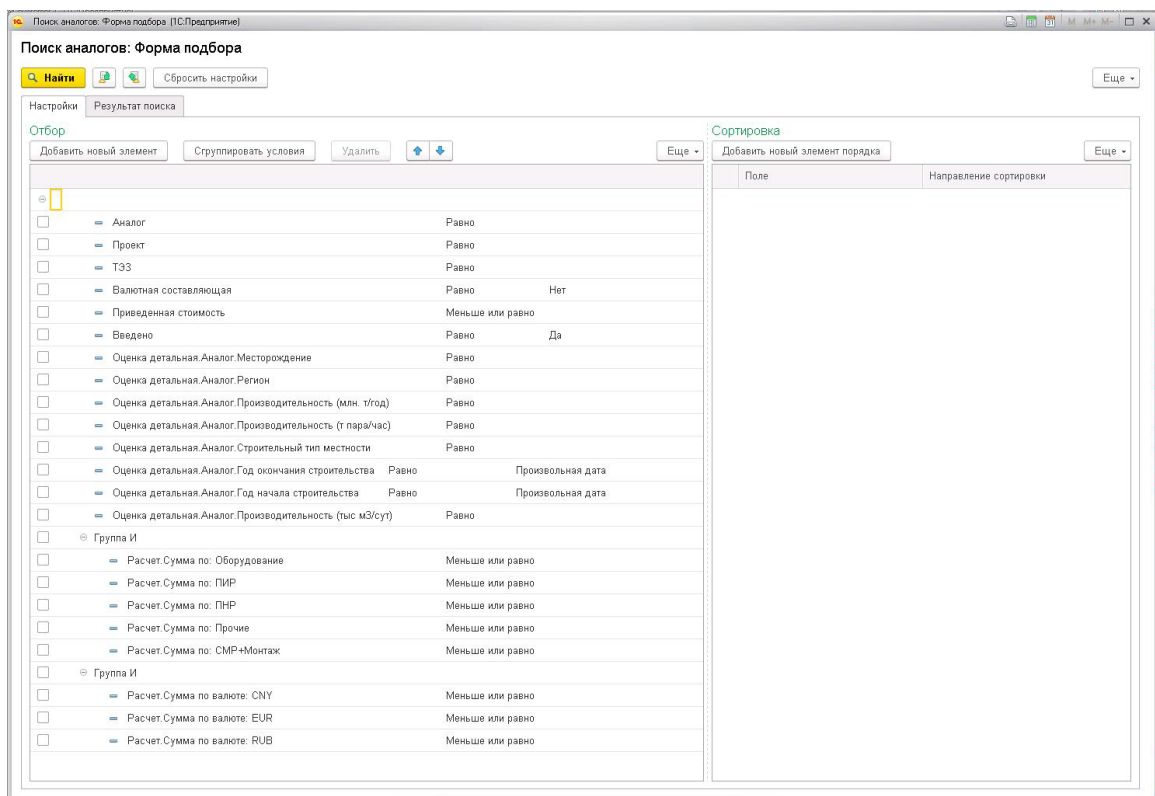 Поиск аналогов: Форма подбора (1С:Предприятие)
M M+ M-
Поиск аналогов: Форма подбора
Найти Сбросить настройки Еще
Настройки Результат поиска
Отбор Сортировка
Добавить новый элемент Сгруппировать условия Удалить Еще Добавить новый элемент порядка Еще
Поле Направление сортировки
Аналог Равно
Проект Равно
ТЭЗ Равно
Валютная составляющая Равно Нет
Приведенная стоимость Меньше или равно
Введено Равно Да
Оценка детальная.Аналог.Месторождение Равно
Оценка детальная.Аналог.Регион Равно
Оценка детальная.Аналог.Производительность (млн. т/год) Равно
Оценка детальная.Аналог.Производительность (т пара/час) Равно
Оценка детальная.Аналог.Строительный тип местности Равно
Оценка детальная.Аналог.Год окончания строительства Равно Произвольная дата
Оценка детальная.Аналог.Год начала строительства Равно Произвольная дата
Оценка детальная.Аналог.Производительность (тыс м3/сут) Равно
Группа И
Расчет.Сумма по: Оборудование Меньше или равно
Расчет.Сумма по: ПИР Меньше или равно
Расчет.Сумма по: ПНР Меньше или равно
Расчет.Сумма по: Прочие Меньше или равно
Расчет.Сумма по: СМР+Монтаж Меньше или равно
Группа И
Расчет.Сумма по валюте: CNY Меньше или равно
Расчет.Сумма по валюте: EUR Меньше или равно
Расчет.Сумма по валюте: RUB Меньше или равно